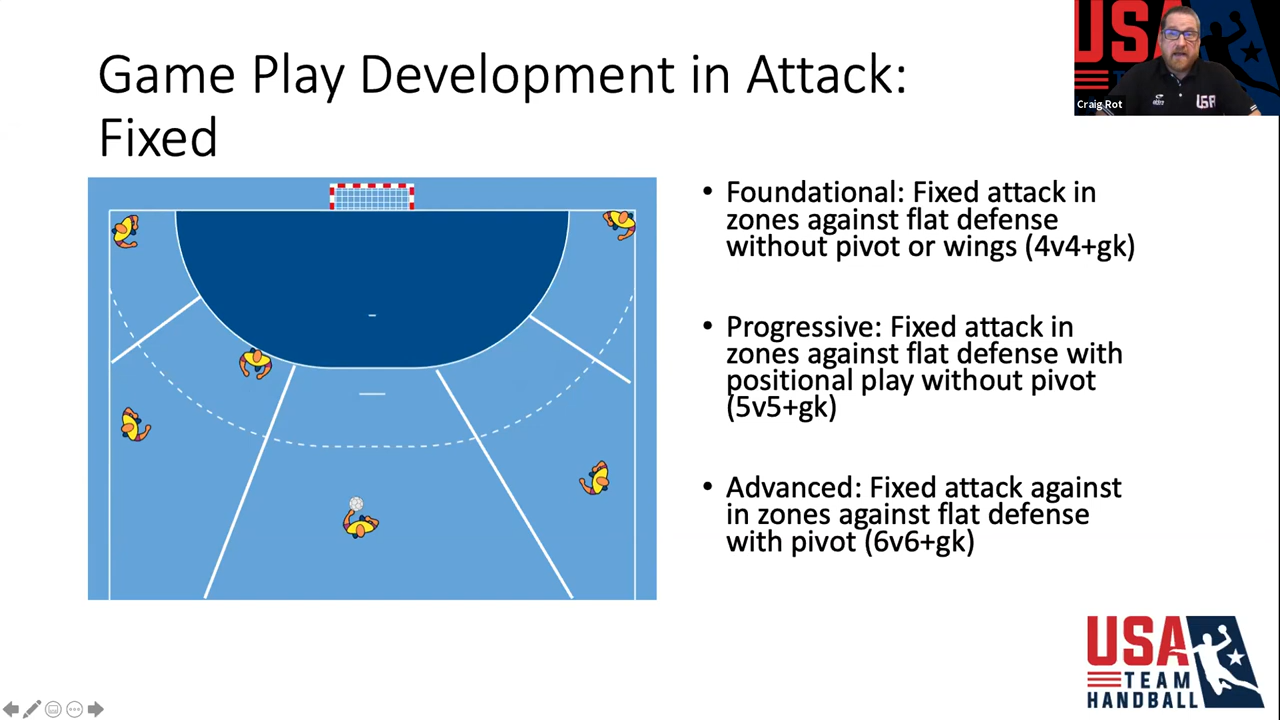 Game Play Development in Attack:
Fixed
USA
Craig Rot
USA
• Foundational: Fixed attack in
zones against flat defense
without pivot or wings (4v4+gk)
• Progressive: Fixed attack in
zones against flat defense with
positional play without pivot
(5v5+gk)
• Advanced: Fixed attack against
in zones against flat defense
with pivot (6v6+gk)
USA
TEAM
HANDBALL